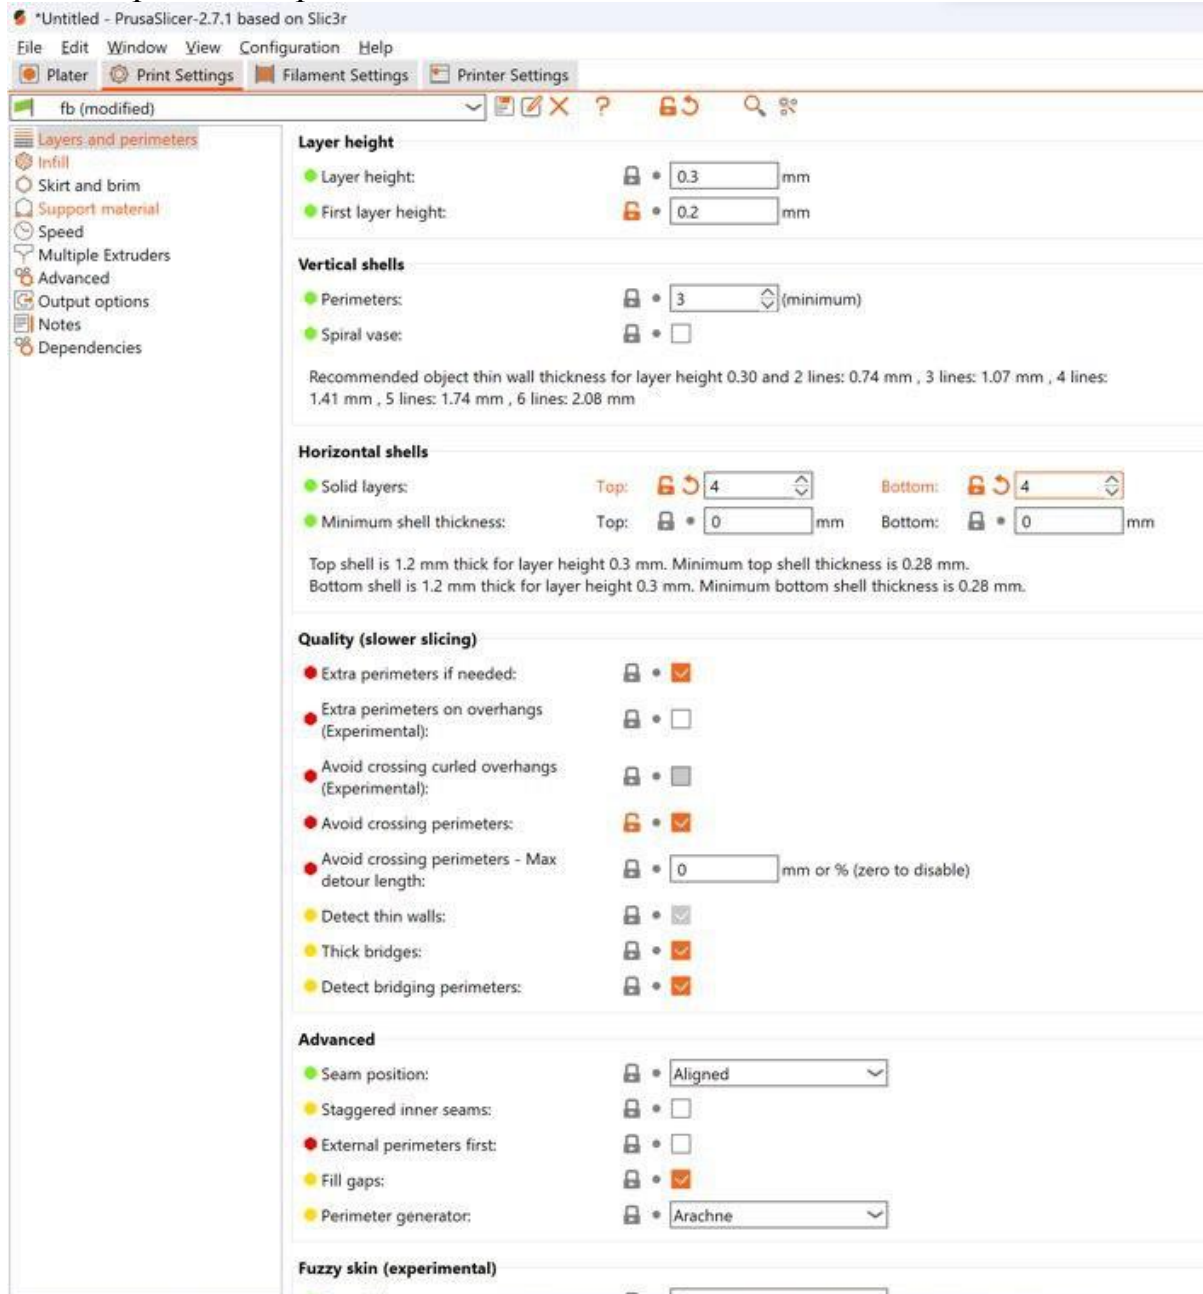 *Untitled - PrusaSlicer-2.7.1 based on Slic3r
File Edit Window View Configuration Help
Plater Print Settings Filament Settings Printer Settings
fb (modified) ?
Layers and perimeters
Infill
Skirt and brim
Support material
Speed
Multiple Extruders
Advanced
Output options
Notes
Dependencies
Layer height
Layer height: 0.3 mm
First layer height: 0.2 mm
Vertical shells
Perimeters: 3 (minimum)
Spiral vase:
Recommended object thin wall thickness for layer height 0.30 and 2 lines: 0.74 mm , 3 lines: 1.07 mm , 4 lines:
1.41 mm , 5 lines: 1.74 mm , 6 lines: 2.08 mm
Horizontal shells
Solid layers: Top: 4 Bottom: 4
Minimum shell thickness: Top: 0 mm Bottom: 0 mm
Top shell is 1.2 mm thick for layer height 0.3 mm. Minimum top shell thickness is 0.28 mm.
Bottom shell is 1.2 mm thick for layer height 0.3 mm. Minimum bottom shell thickness is 0.28 mm.
Quality (slower slicing)
Extra perimeters if needed:
Extra perimeters on overhangs
(Experimental):
Avoid crossing curled overhangs
(Experimental):
Avoid crossing perimeters:
Avoid crossing perimeters - Max
detour length: 0 mm or % (zero to disable)
Detect thin walls:
Thick bridges:
Detect bridging perimeters:
Advanced
Seam position: Aligned
Staggered inner seams:
External perimeters first:
Fill gaps:
Perimeter generator: Arachne
Fuzzy skin (experimental)